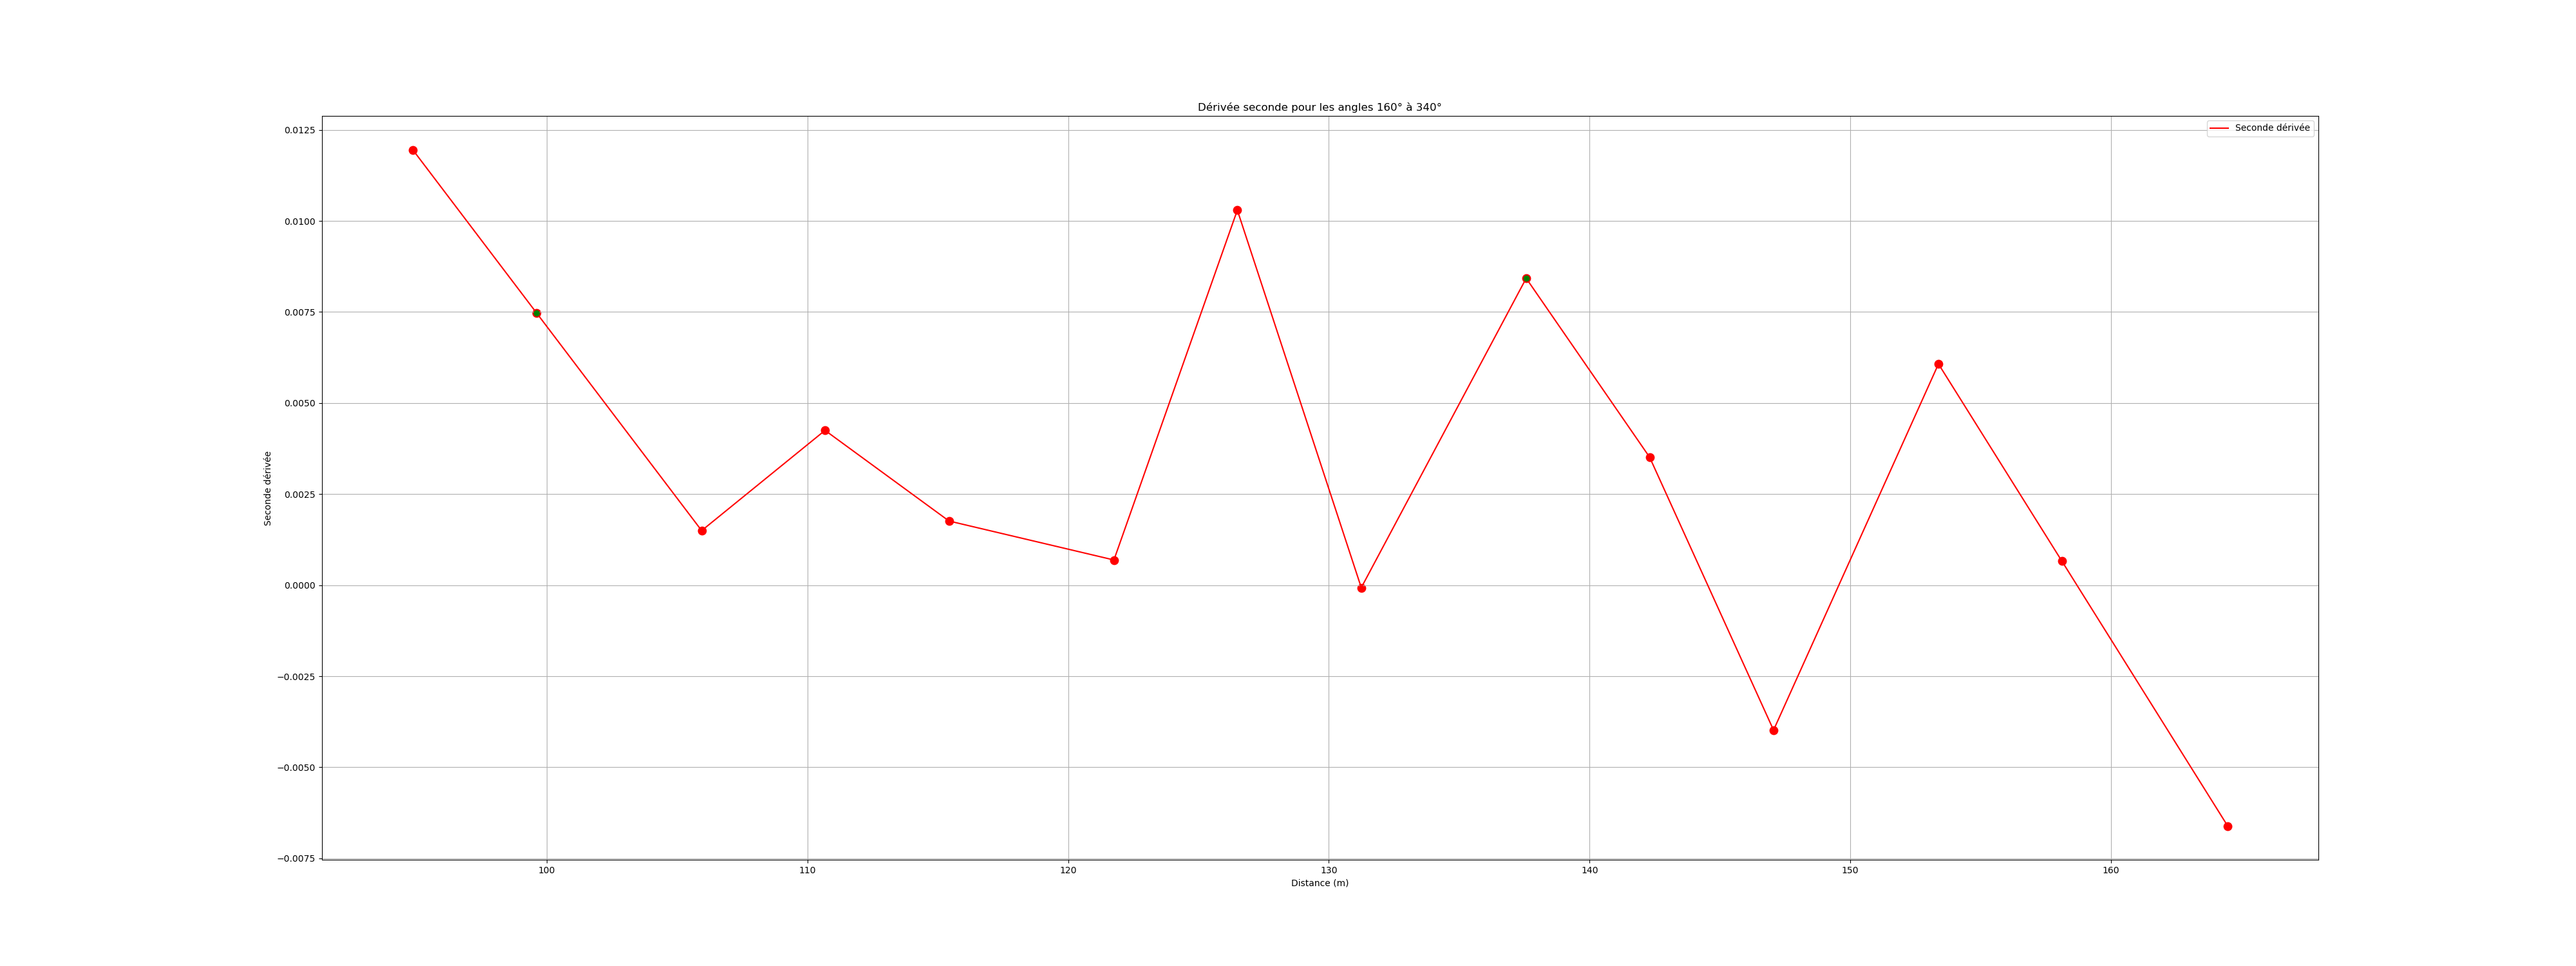 Dérivée seconde pour les angles 160° à 340°
Seconde dérivée
0.0125
0.0100
0.0075
0.0050
0.0025
0.0000
−0.0025
−0.0050
−0.0075
Seconde dérivée
100 110 120 130 140 150 160
Distance (m)